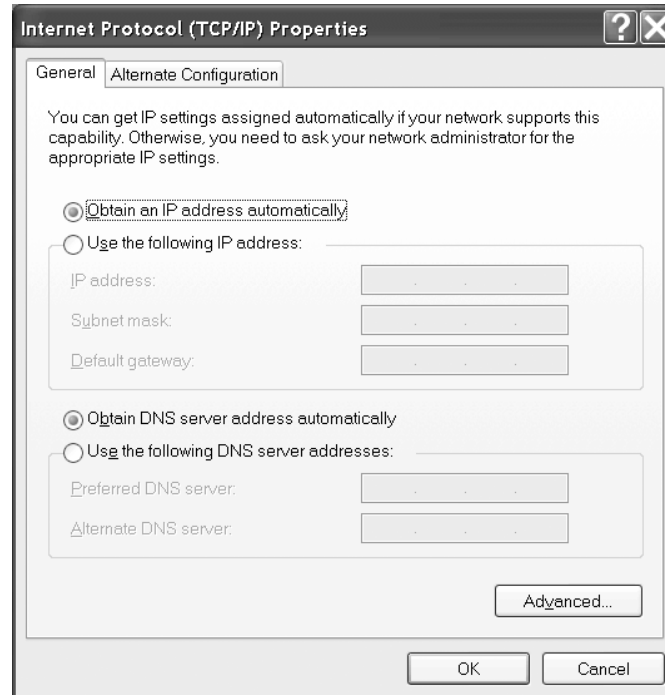 Internet Protocol (TCP/IP) Properties
General
Alternate Configuration
You can get IP settings assigned automatically if your network supports this
capability. Otherwise, you need to ask your network administrator for the
appropriate IP settings.
Obtain an IP address automatically
Use the following IP address:
IP address:
Subnet mask:
Default gateway:
Obtain DNS server address automatically
Use the following DNS server addresses:
Preferred DNS server:
Alternate DNS server:
Advanced...
OK
Cancel